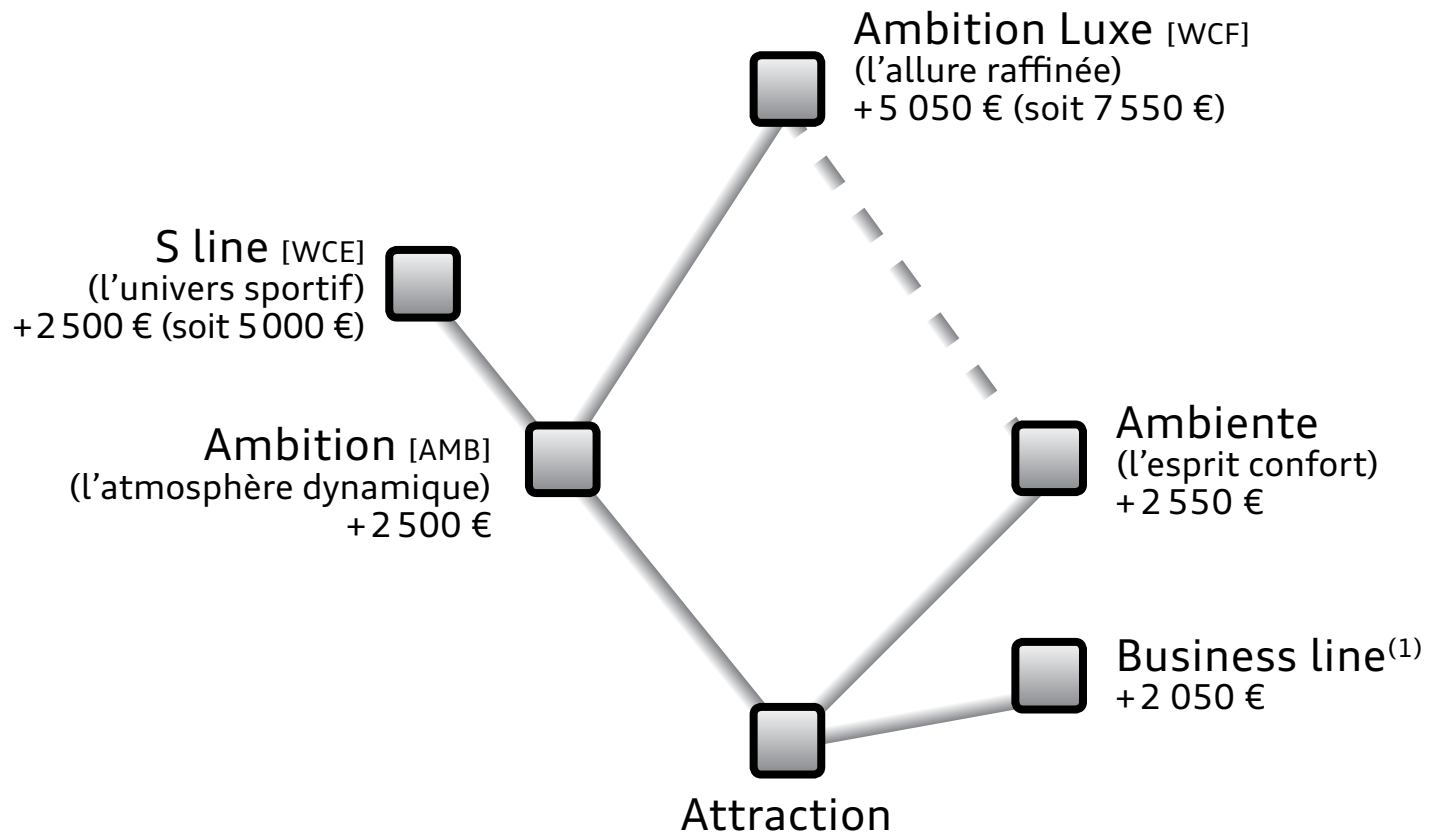 Ambition Luxe [WCF]
(l'allure raffinée)
+5 050 € (soit 7 550 €)
S line [WCE]
(l'univers sportif)
+2 500 € (soit 5 000 €)
Ambition [AMB]
(l'atmosphère dynamique)
+2 500 €
Ambiente
(l'esprit confort)
+2 550 €
Business line(1)
+2 050 €
Attraction